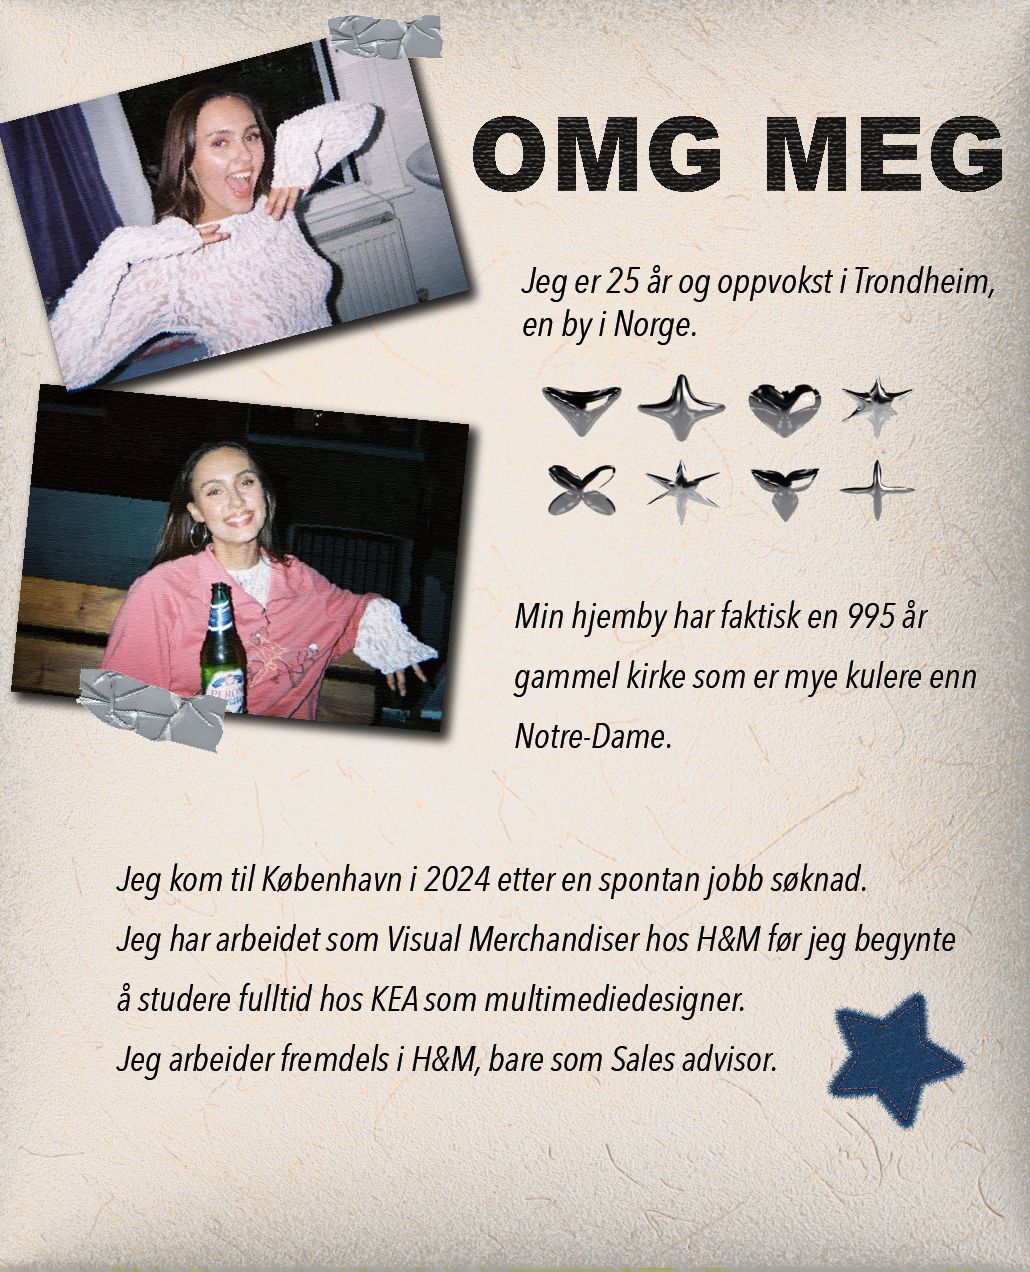 OMG MEG
Jeg er 25 år og oppvokst i Trondheim,
en by i Norge.
Min hjemby har faktisk en 995 år
gammel kirke som er mye kulere enn
Notre-Dame.
PERONI
Jeg kom til København i 2024 etter en spontan jobb søknad.
Jeg har arbeidet som Visual Merchandiser hos H&M før jeg begynte
å studere fulltid hos KEA som multimediedesigner.
Jeg arbeider fremdels i H&M, bare som Sales advisor.